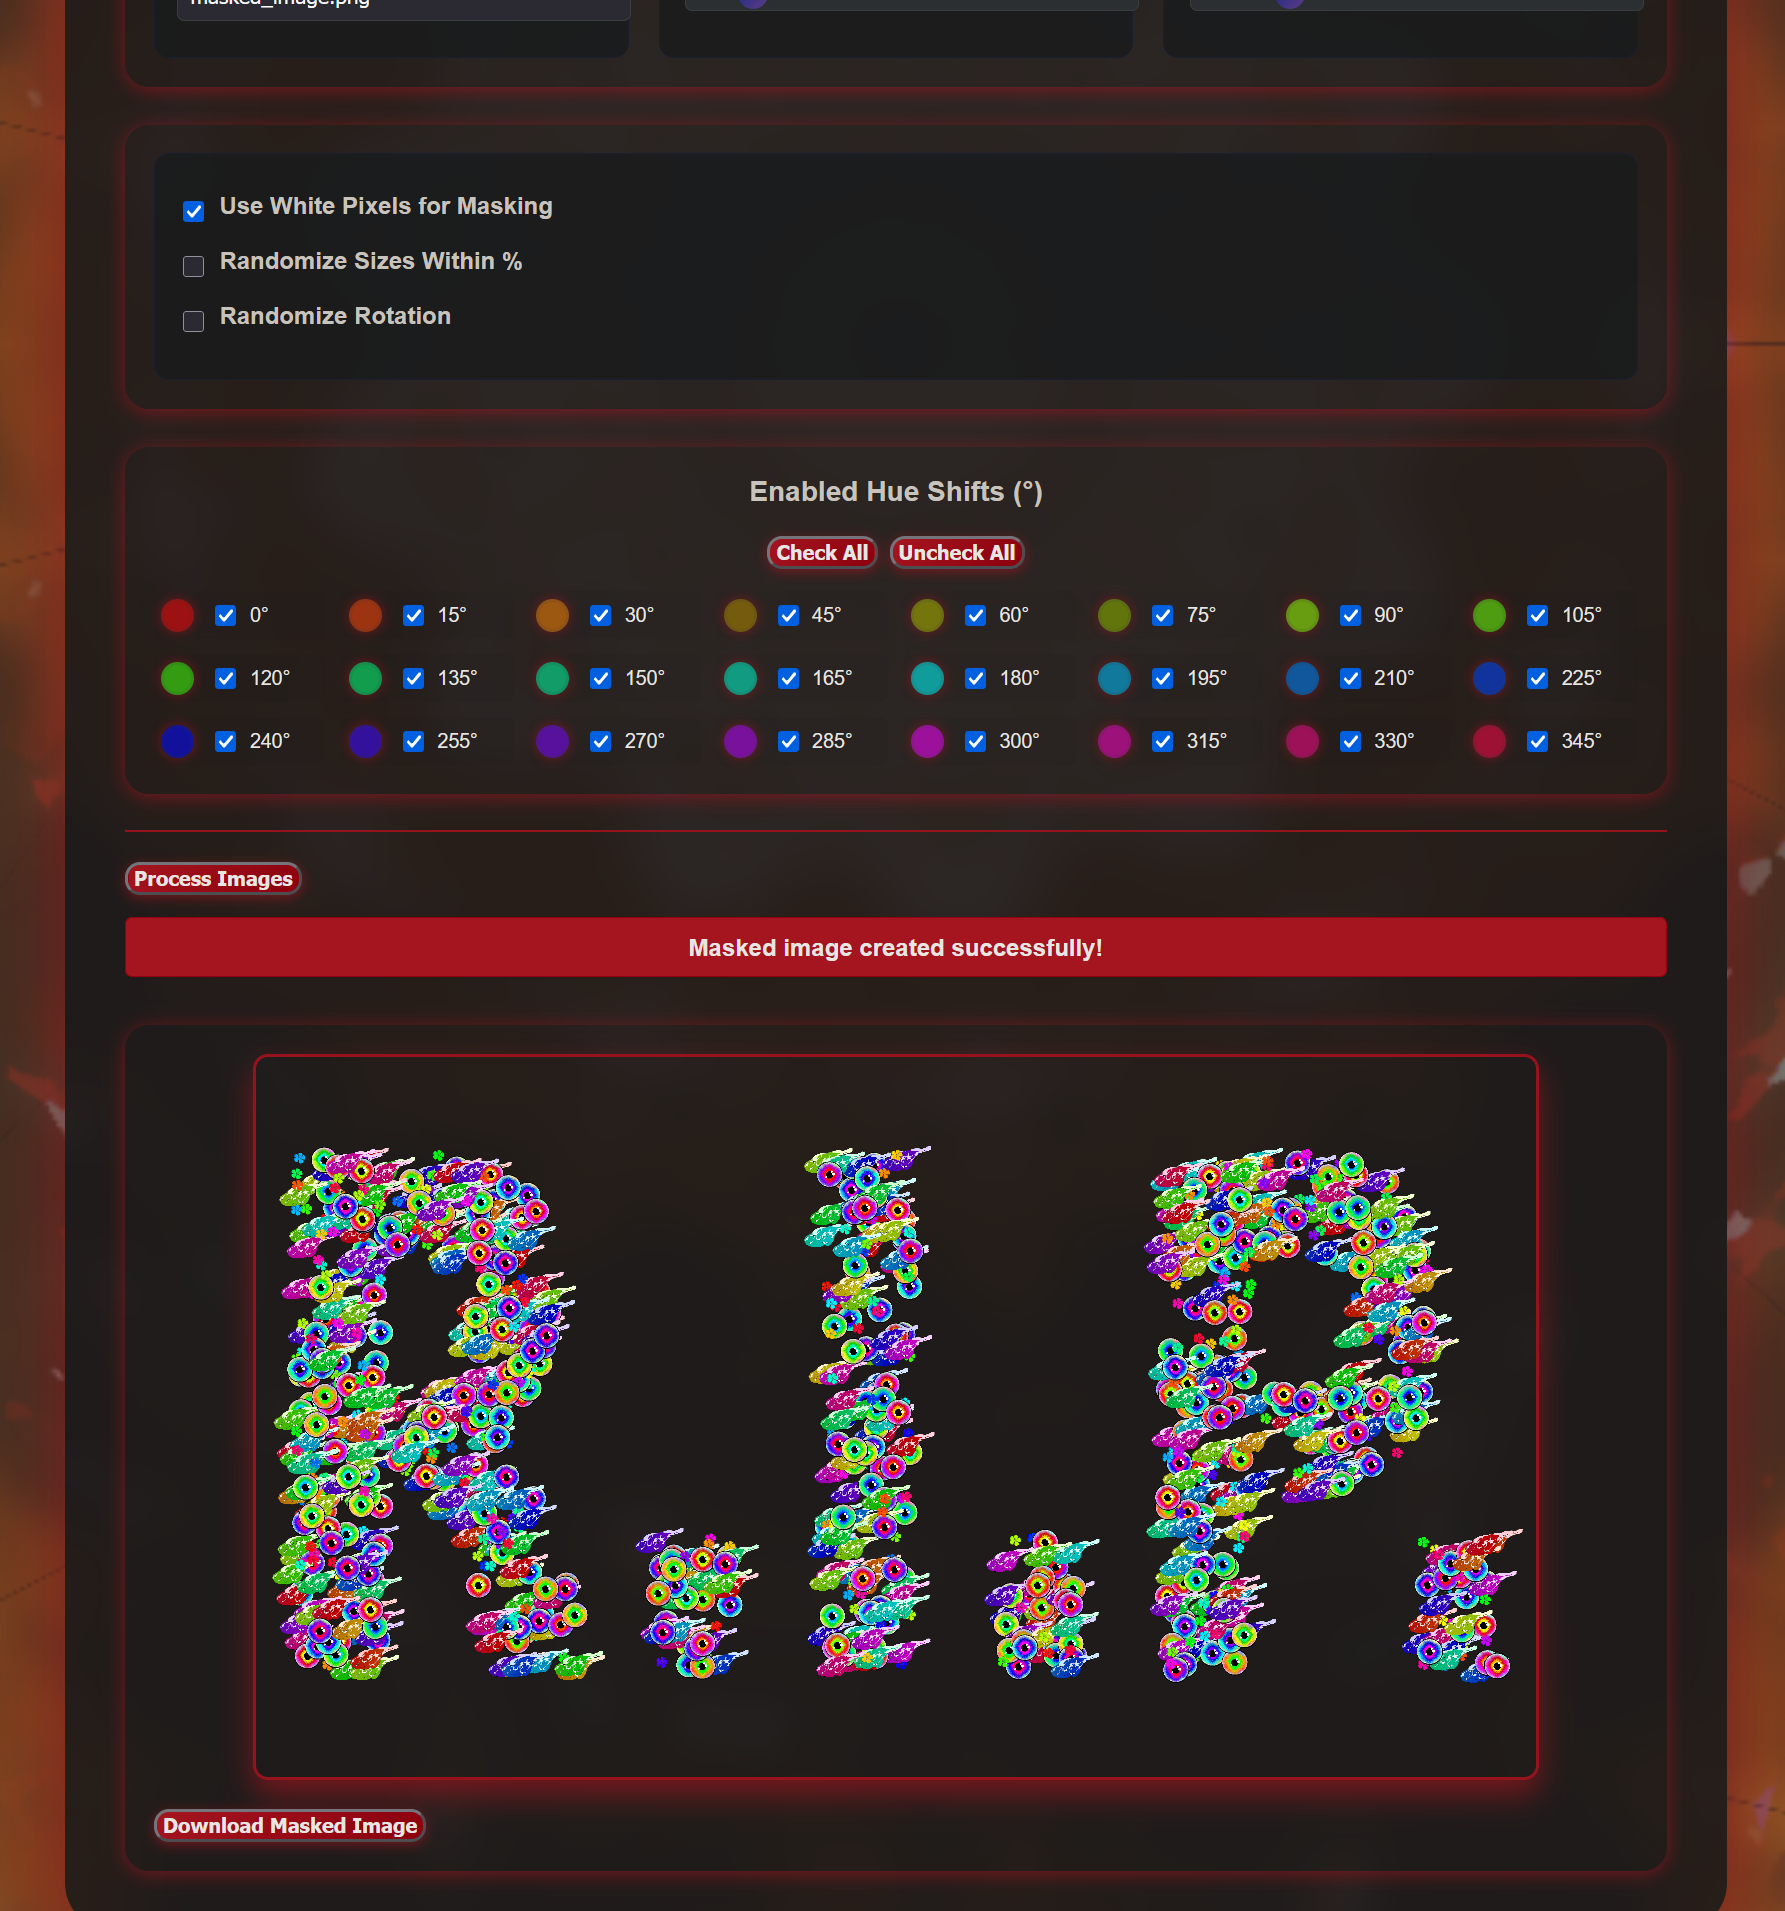 masked_image.png
Use White Pixels for Masking
Randomize Sizes Within %
Randomize Rotation
Enabled Hue Shifts (°)
Check All Uncheck All
0° 15° 30° 45° 60° 75° 90° 105°
120° 135° 150° 165° 180° 195° 210° 225°
240° 255° 270° 285° 300° 315° 330° 345°
Process Images
Masked image created successfully!
R.I.P.
Download Masked Image